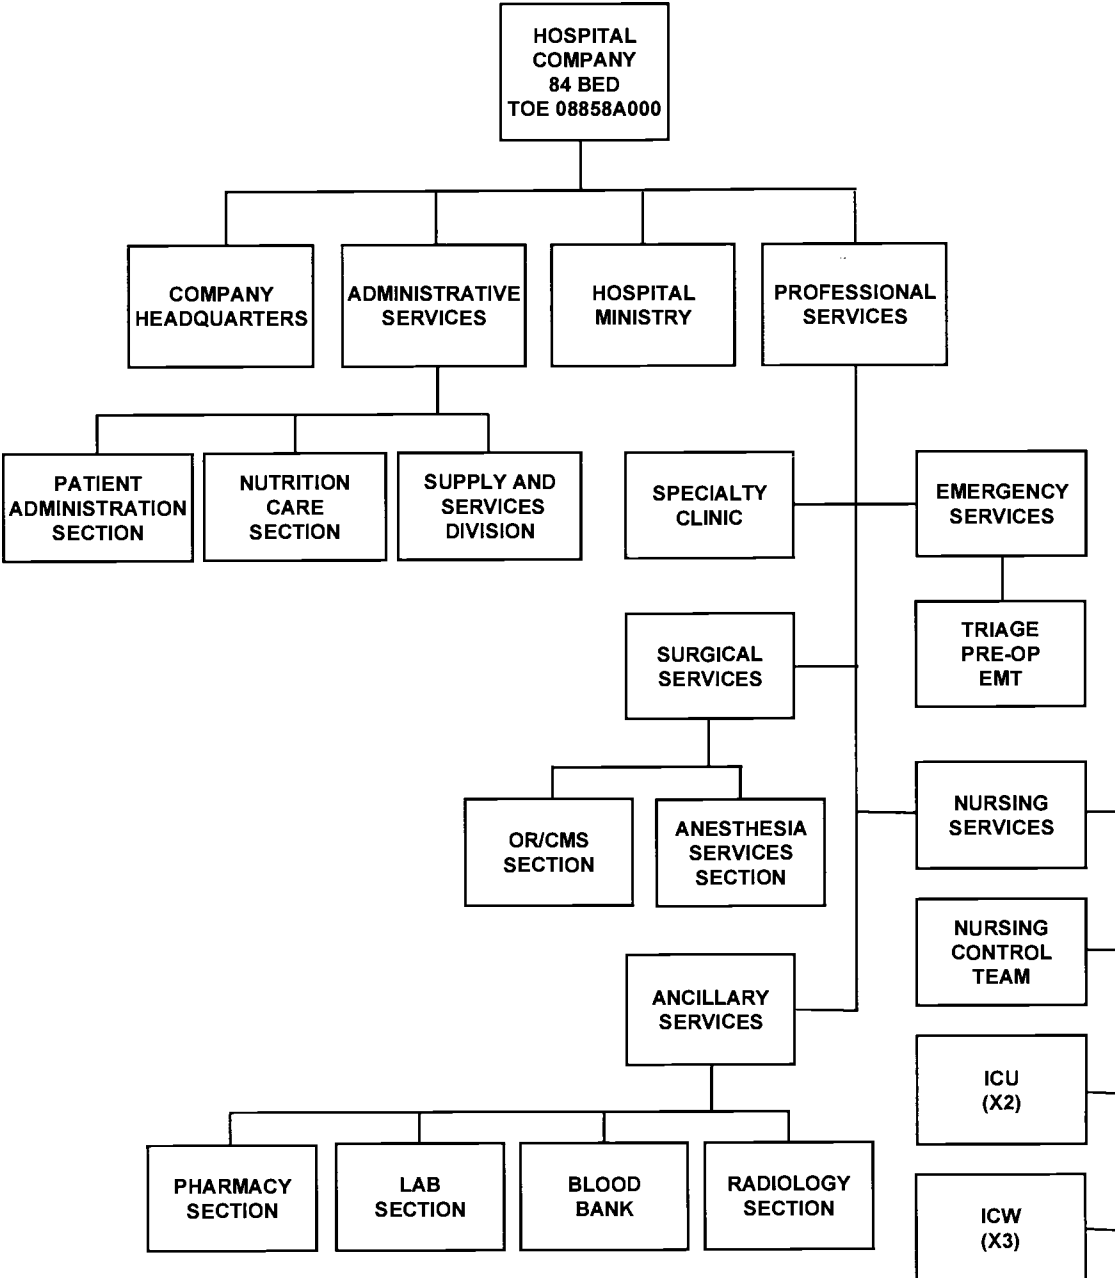 HOSPITAL
COMPANY
84 BED
TOE 08858A000
COMPANY
HEADQUARTERS
ADMINISTRATIVE
SERVICES
HOSPITAL
MINISTRY
PROFESSIONAL
SERVICES
PATIENT
ADMINISTRATION
SECTION
NUTRITION
CARE
SECTION
SUPPLY AND
SERVICES
DIVISION
SPECIALTY
CLINIC
EMERGENCY
SERVICES
TRIAGE
PRE-OP
EMT
SURGICAL
SERVICES
OR/CMS
SECTION
ANESTHESIA
SERVICES
SECTION
NURSING
SERVICES
NURSING
CONTROL
TEAM
ANCILLARY
SERVICES
ICU
(X2)
PHARMACY
SECTION
LAB
SECTION
BLOOD
BANK
RADIOLOGY
SECTION
ICW
(X3)